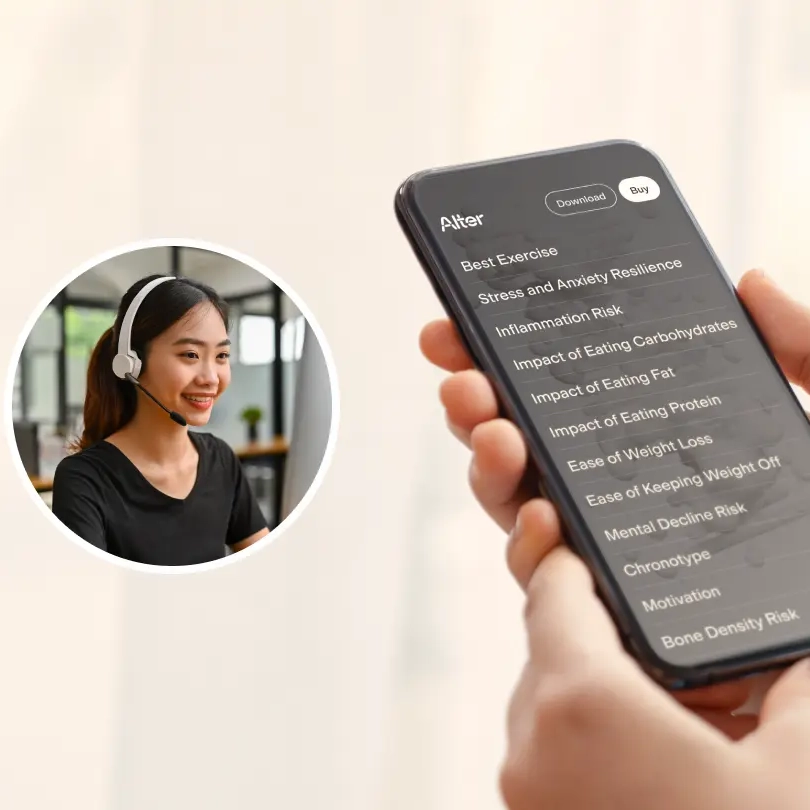 Download
Buy
Alter
Best Exercise
Stress and Anxiety Resilience
Inflammation Risk
Impact of Eating Carbohydrates
Impact of Eating Fat
Impact of Eating Protein
Ease of Weight Loss
Ease of Keeping Weight Off
Mental Decline Risk
Chronotype
Motivation
Bone Density Risk